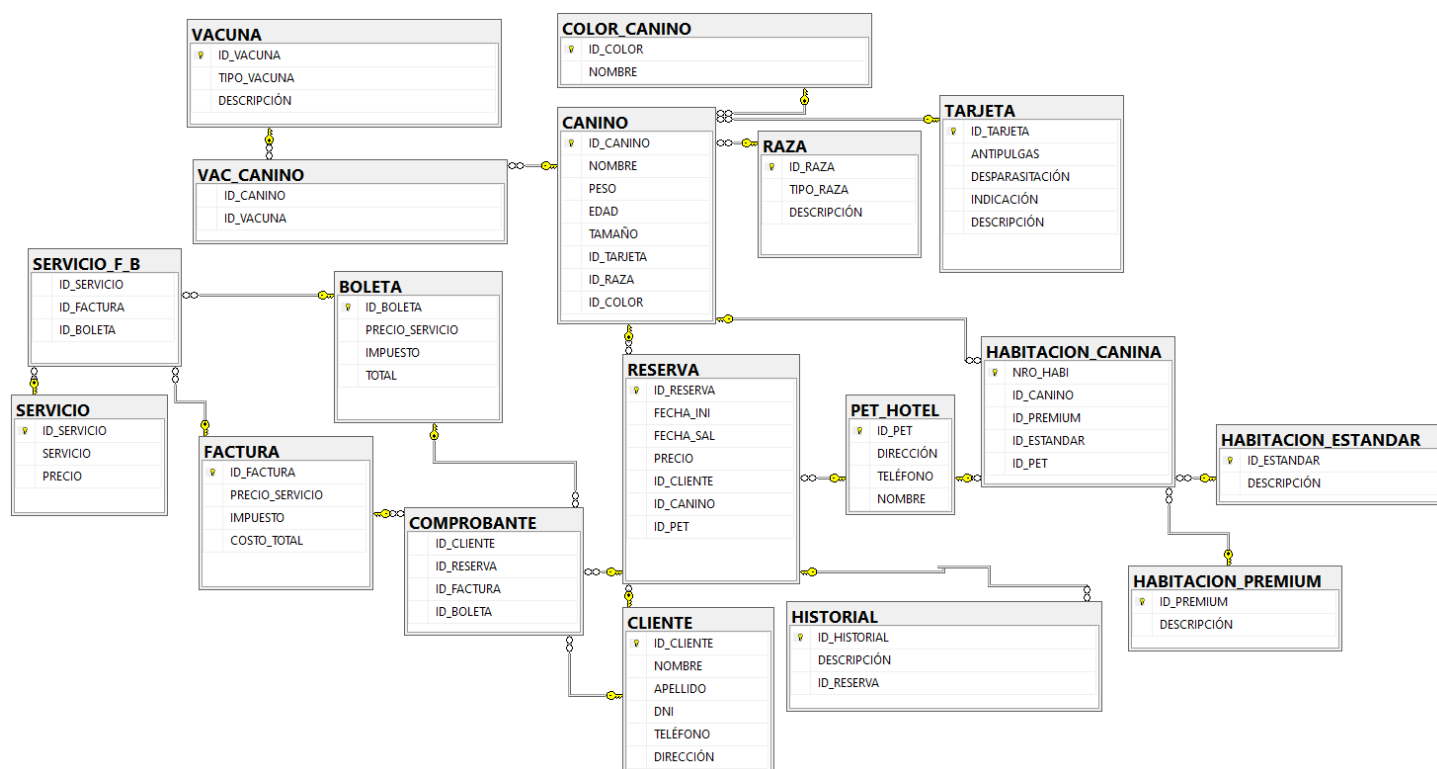 VACUNA
ID_VACUNA
TIPO_VACUNA
DESCRIPCIÓN
COLOR_CANINO
ID_COLOR
NOMBRE
TARJETA
ID_TARJETA
ANTIPULGAS
DESPARASITACIÓN
INDICACIÓN
DESCRIPCIÓN
CANINO
ID_CANINO
NOMBRE
PESO
EDAD
TAMAÑO
ID_TARJETA
ID_RAZA
ID_COLOR
RAZA
ID_RAZA
TIPO_RAZA
DESCRIPCIÓN
VAC_CANINO
ID_CANINO
ID_VACUNA
SERVICIO_F_B
ID_SERVICIO
ID_FACTURA
ID_BOLETA
BOLETA
ID_BOLETA
PRECIO_SERVICIO
IMPUESTO
TOTAL
HABITACION_CANINA
NRO_HABI
ID_CANINO
ID_PREMIUM
ID_ESTANDAR
ID_PET
RESERVA
ID_RESERVA
FECHA_INI
FECHA_SAL
PRECIO
ID_CLIENTE
ID_CANINO
ID_PET
SERVICIO
ID_SERVICIO
SERVICIO
PRECIO
PET_HOTEL
ID_PET
DIRECCIÓN
TELÉFONO
NOMBRE
HABITACION_ESTANDAR
ID_ESTANDAR
DESCRIPCIÓN
FACTURA
ID_FACTURA
PRECIO_SERVICIO
IMPUESTO
COSTO_TOTAL
COMPROBANTE
ID_CLIENTE
ID_RESERVA
ID_FACTURA
ID_BOLETA
HABITACION_PREMIUM
ID_PREMIUM
DESCRIPCIÓN
CLIENTE
ID_CLIENTE
NOMBRE
APELLIDO
DNI
TELÉFONO
DIRECCIÓN
HISTORIAL
ID_HISTORIAL
DESCRIPCIÓN
ID_RESERVA